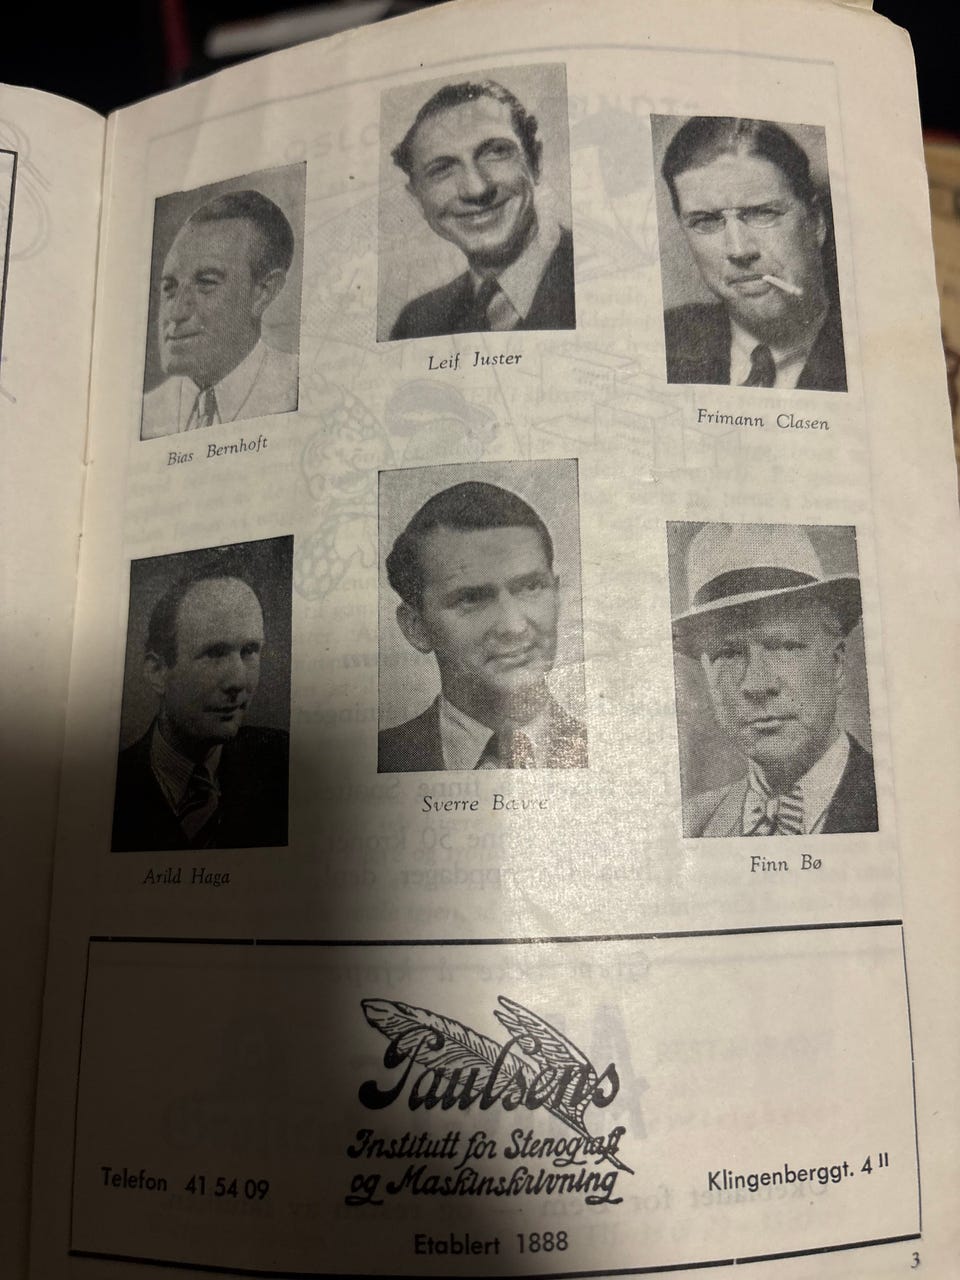 Leif Juster
Frimann Clasen
Bias Bernhoft
Sverre Bævre
Finn Bø
Arild Haga
Paulsens
Institutt for Stenografi
og Maskinskrivning
Telefon 41 54 09
Klingenberggt. 4 II
Etablert 1888
3